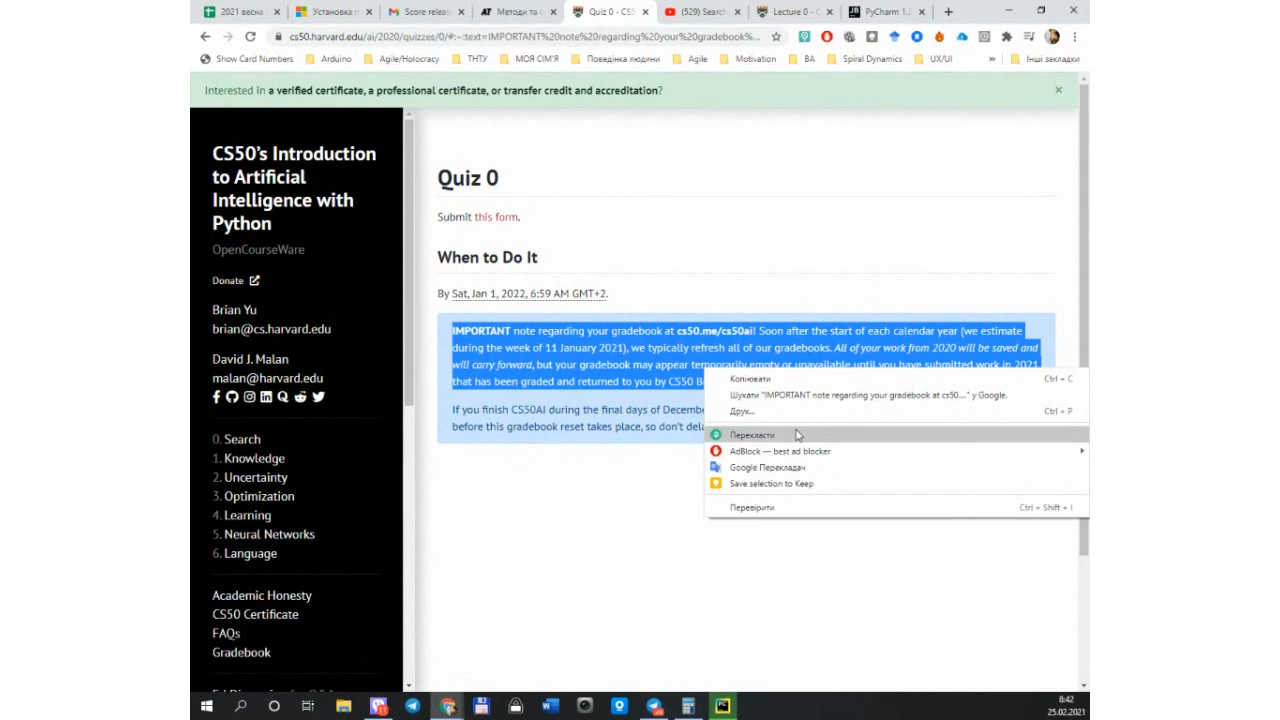 2021 весна
Установка п
Score releas
Методи та с
Quiz 0 - CS5
(529) Search
Lecture 0 - C
PyCharm 1.
cs50.harvard.edu/ai/2020/quizzes/0/#:~:text=IMPORTANT%20note%20regarding%20your%20gradebook%...
Show Card Numbers
Arduino
Agile/Holocracy
ТНТУ
МОЯ СІМ'Я
Поведінка людини
Agile
Motivation
BA
Spiral Dynamics
UX/UI
»
Інші закладки
Interested in a verified certificate, a professional certificate, or transfer credit and accreditation?
CS50's Introduction
to Artificial
Intelligence with
Python
OpenCourseWare
Donate
Brian Yu
brian@cs.harvard.edu
David J. Malan
malan@harvard.edu
0. Search
1. Knowledge
2. Uncertainty
3. Optimization
4. Learning
5. Neural Networks
6. Language
Academic Honesty
CS50 Certificate
FAQs
Gradebook
Quiz 0
Submit this form.
When to Do It
By Sat, Jan 1, 2022, 6:59 AM GMT+2.
IMPORTANT note regarding your gradebook at cs50.me/cs50ai! Soon after the start of each calendar year (we estimate
during the week of 11 January 2021), we typically refresh all of our gradebooks. All of your work from 2020 will be saved and
will carry forward, but your gradebook may appear temporarily empty or unavailable until you have submitted work in 2021
that has been graded and returned to you by CS50
If you finish CS50AI during the final days of Decembe
before this gradebook reset takes place, so don't dela
Копіювати Ctrl + C
Шукати "IMPORTANT note regarding your gradebook at cs50...." у Google.
Друк... Ctrl + P
Перекласти
AdBlock — best ad blocker
Google Перекладач
Save selection to Keep
Перевірити Ctrl + Shift + I
8:42
25.02.2021